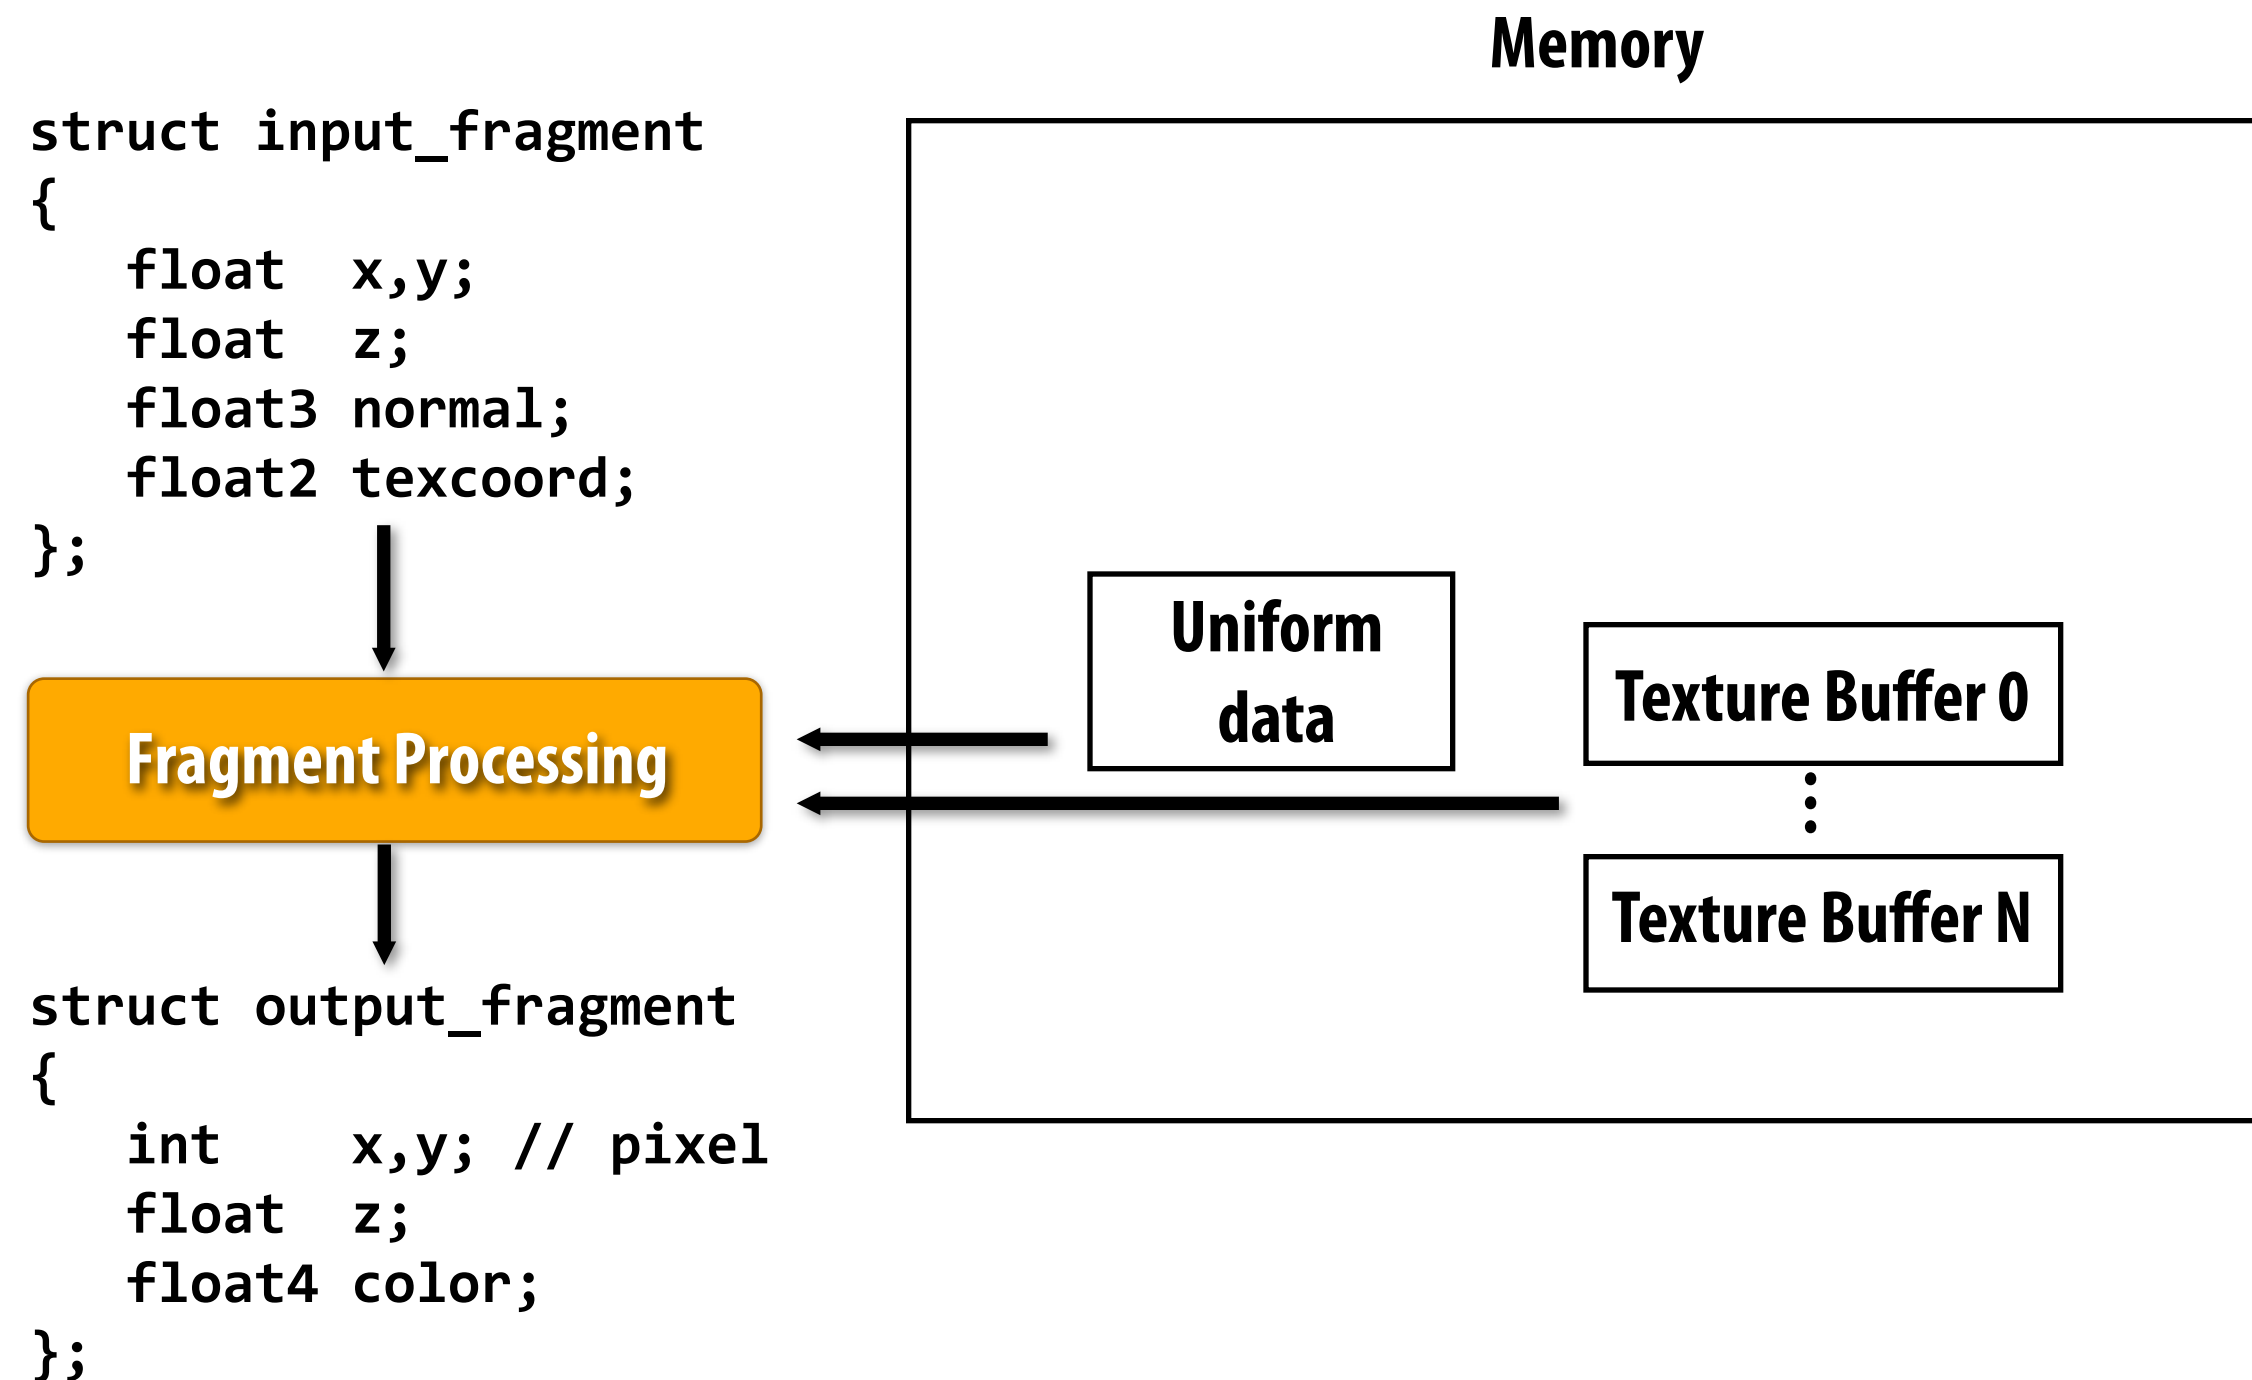 Memory
struct input_fragment
{
   float  x,y;
   float  z;
   float3 normal;
   float2 texcoord;
};
Uniform
data
Texture Buffer 0
Fragment Processing
Texture Buffer N
struct output_fragment
{
   int    x,y; // pixel
   float  z;
   float4 color;
};